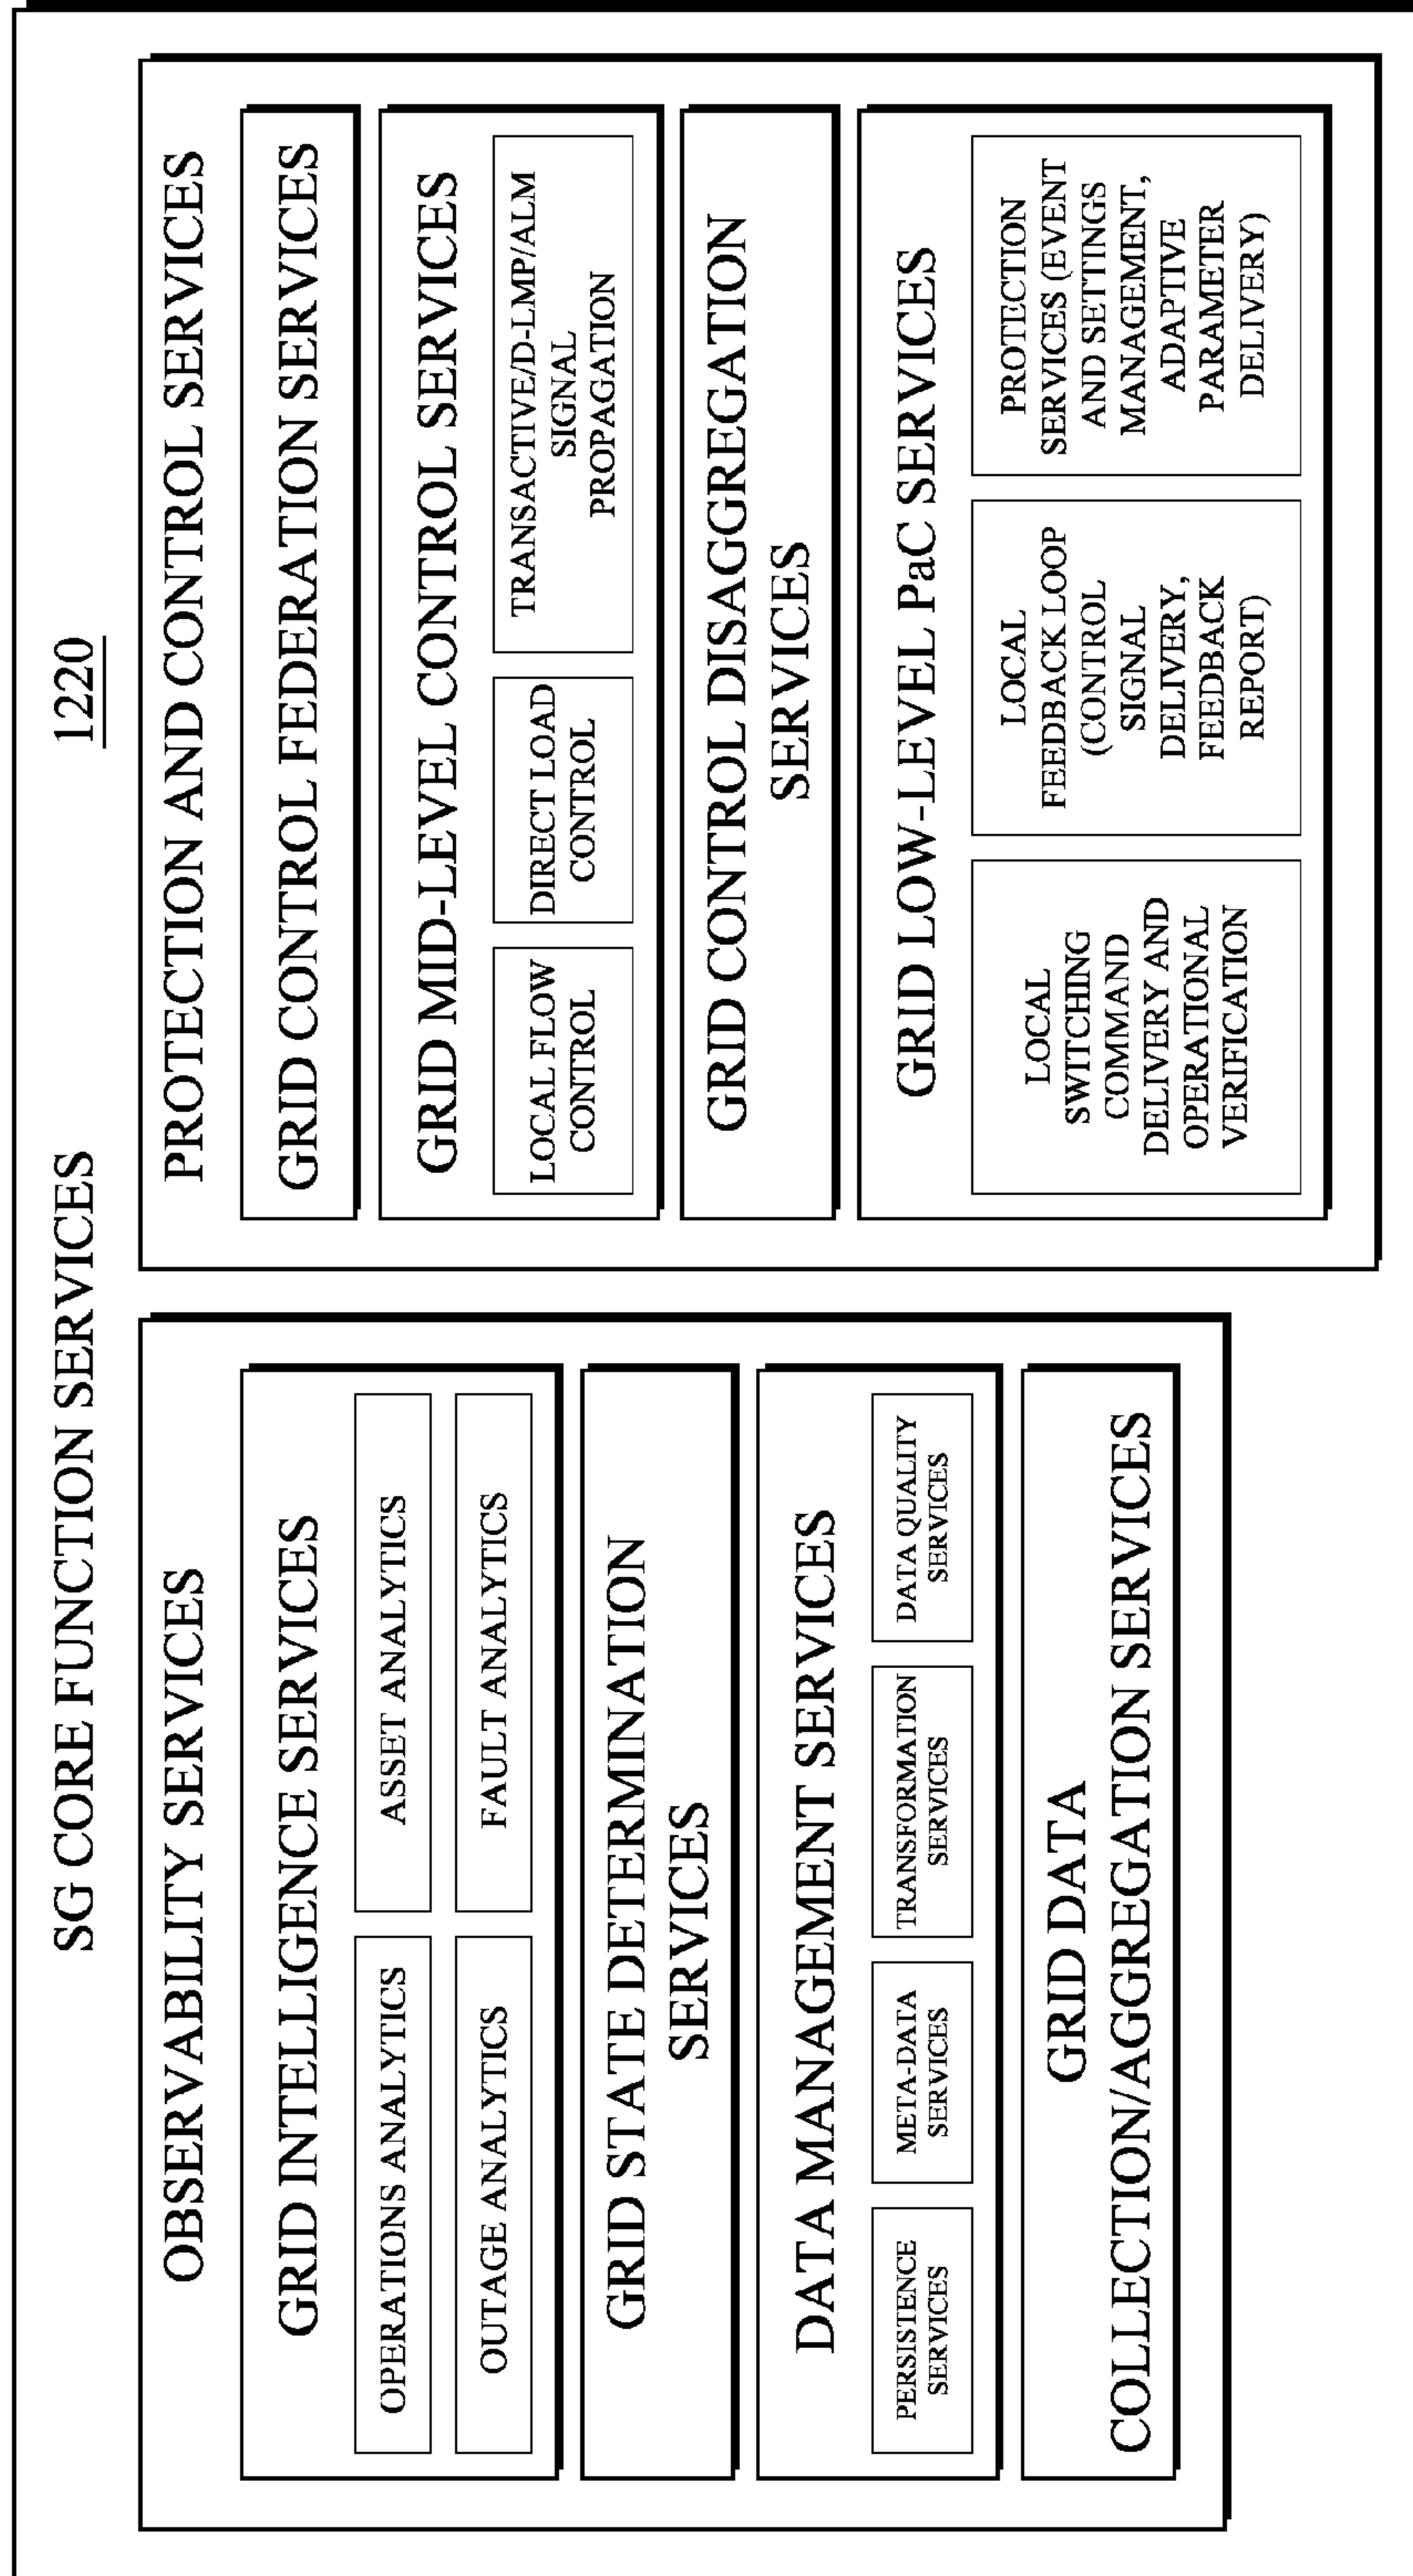 SG CORE FUNCTION SERVICES
1220
OBSERVABILITY SERVICES
GRID INTELLIGENCE SERVICES
OPERATIONS ANALYTICS
ASSET ANALYTICS
OUTAGE ANALYTICS
FAULT ANALYTICS
GRID STATE DETERMINATION
SERVICES
DATA MANAGEMENT SERVICES
PERSISTENCE
SERVICES
META-DATA
SERVICES
TRANSFORMATION
SERVICES
DATA QUALITY
SERVICES
GRID DATA
COLLECTION/AGGREGATION SERVICES
PROTECTION AND CONTROL SERVICES
GRID CONTROL FEDERATION SERVICES
GRID MID-LEVEL CONTROL SERVICES
LOCAL FLOW
CONTROL
DIRECT LOAD
CONTROL
TRANSACTIVE/D-LMP/ALM
SIGNAL
PROPAGATION
GRID CONTROL DISAGGREGATION
SERVICES
GRID LOW-LEVEL PaC SERVICES
LOCAL
SWITCHING
COMMAND
DELIVERY AND
OPERATIONAL
VERIFICATION
LOCAL
FEEDBACK LOOP
(CONTROL
SIGNAL
DELIVERY,
FEEDBACK
REPORT)
PROTECTION
SERVICES (EVENT
AND SETTINGS
MANAGEMENT,
ADAPTIVE
PARAMETER
DELIVERY)